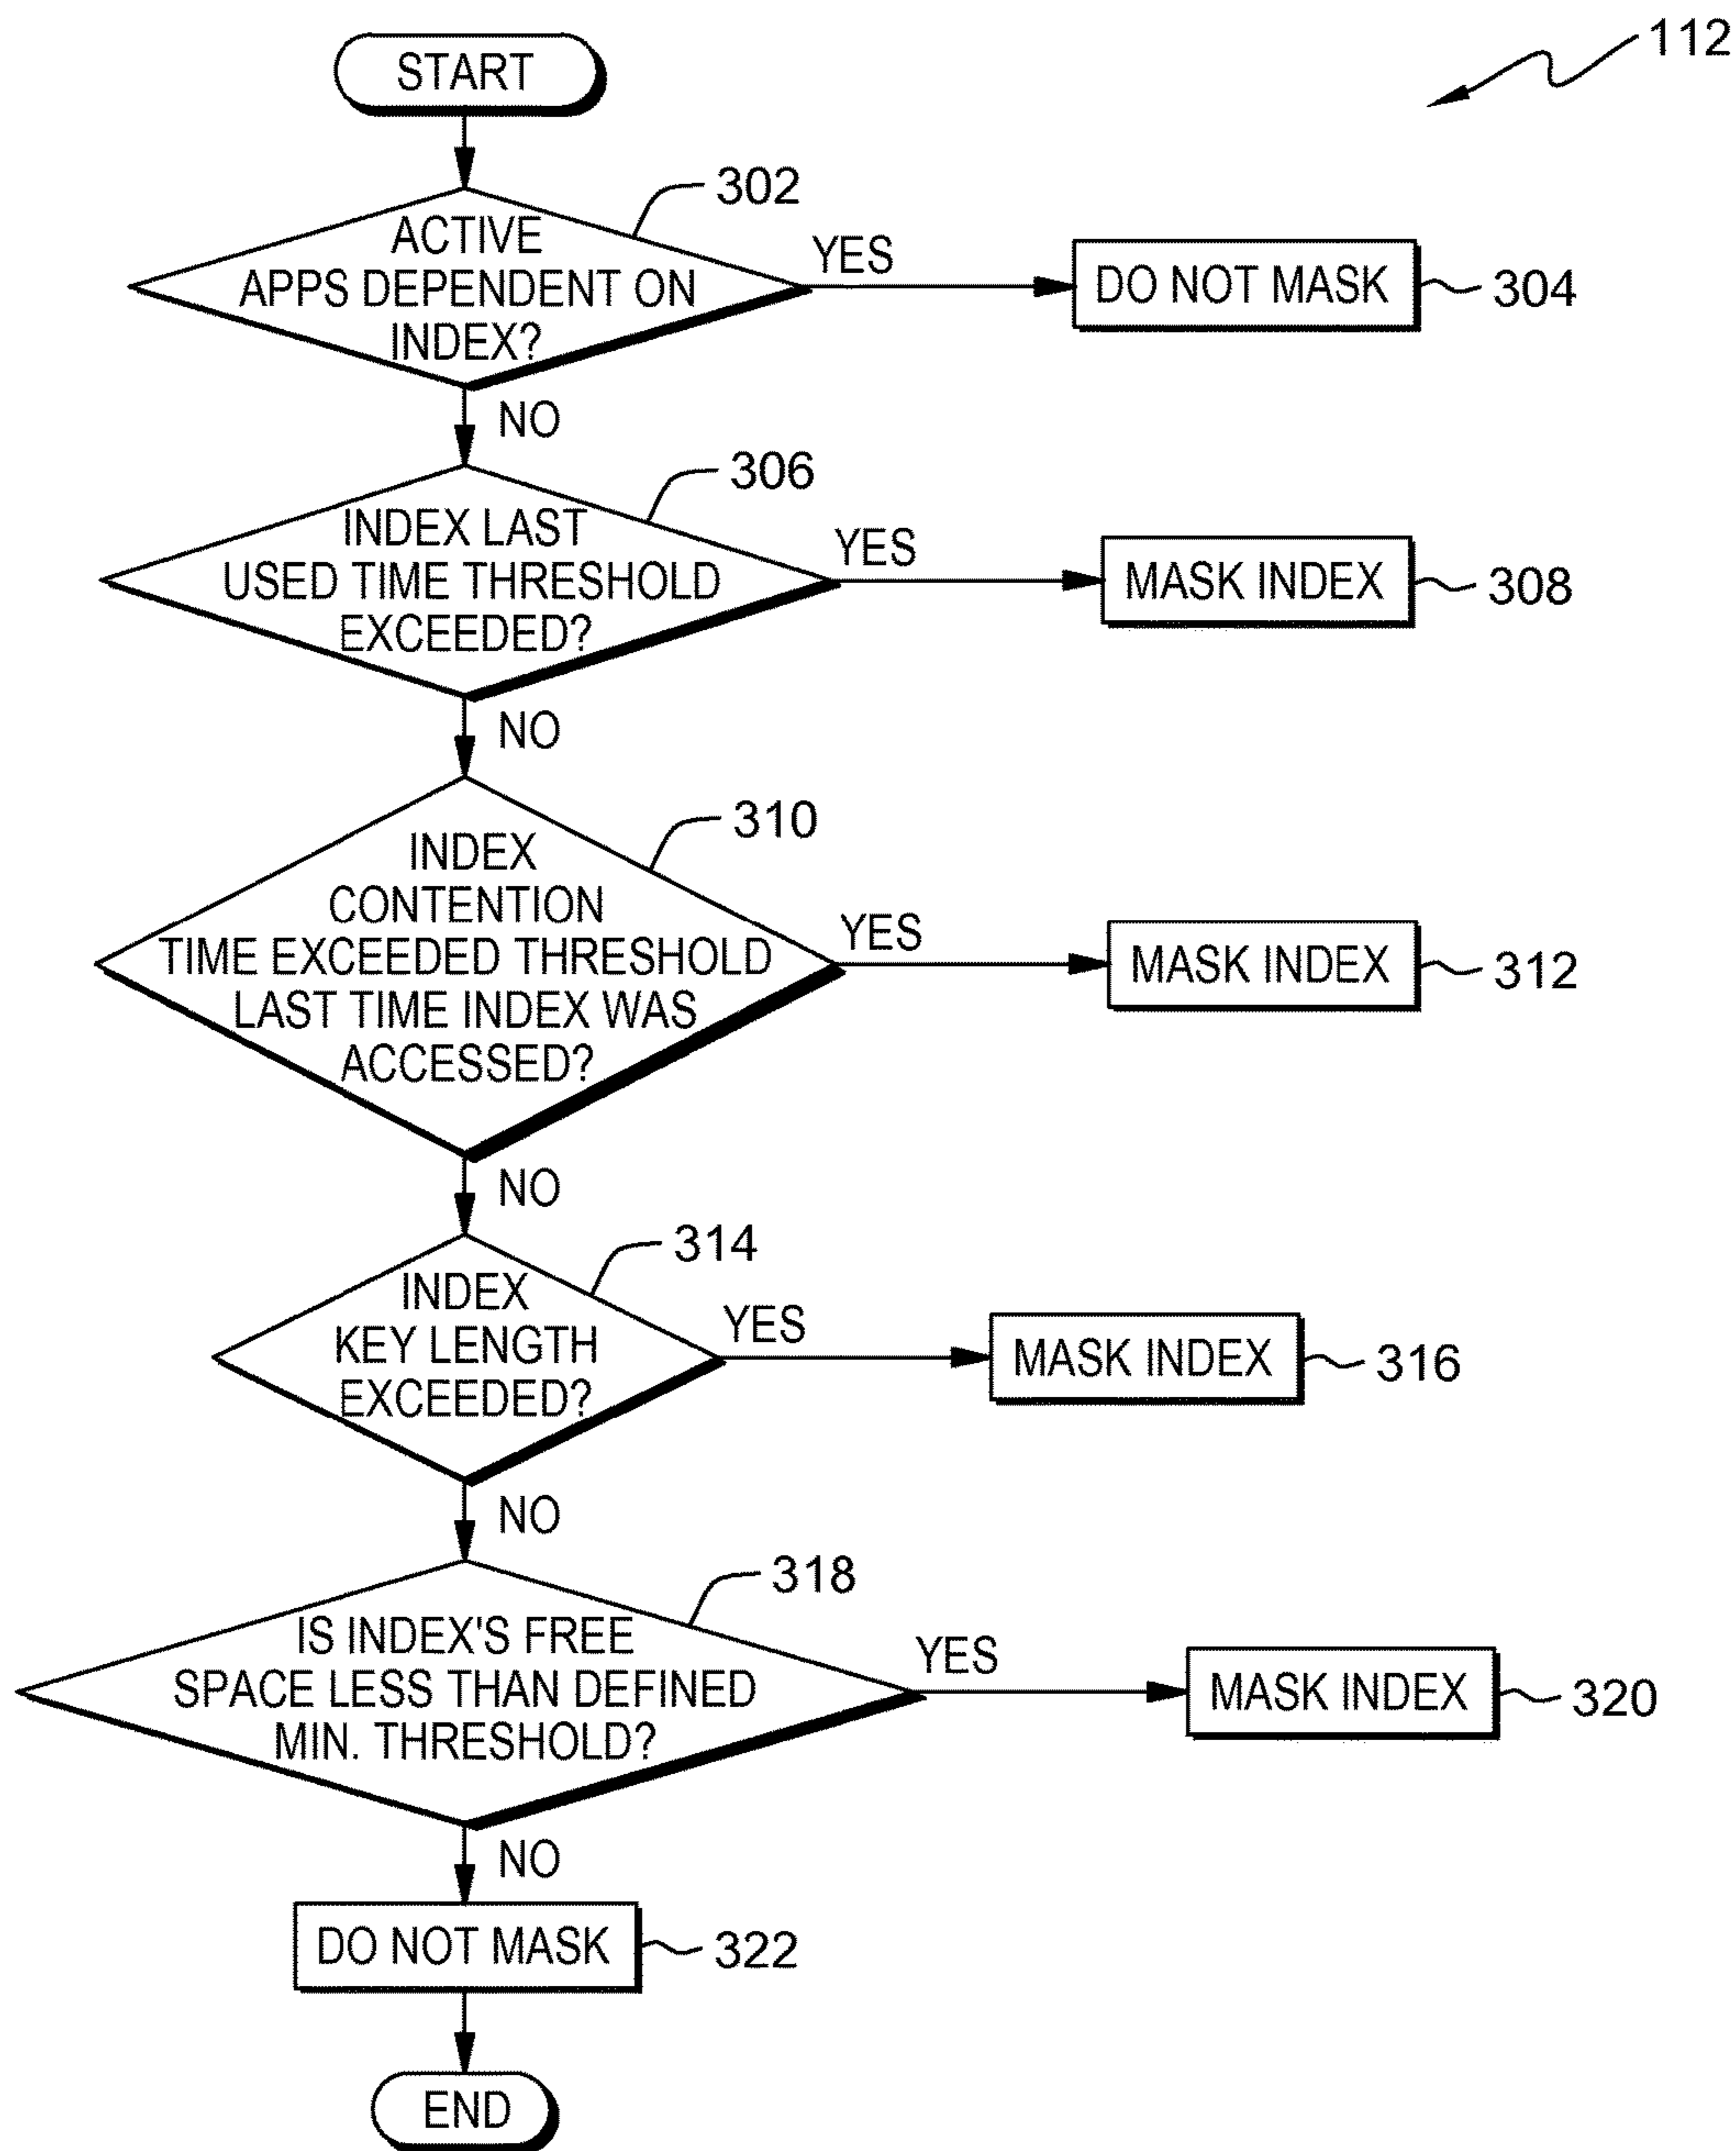 112
START
302
ACTIVE
APPS DEPENDENT ON
INDEX?
YES
DO NOT MASK
304
NO
306
INDEX LAST
USED TIME THRESHOLD
EXCEEDED?
YES
MASK INDEX
308
NO
310
INDEX
CONTENTION
TIME EXCEEDED THRESHOLD
LAST TIME INDEX WAS
ACCESSED?
YES
MASK INDEX
312
NO
314
INDEX
KEY LENGTH
EXCEEDED?
YES
MASK INDEX
316
NO
318
IS INDEX'S FREE
SPACE LESS THAN DEFINED
MIN. THRESHOLD?
YES
MASK INDEX
320
NO
DO NOT MASK
322
END